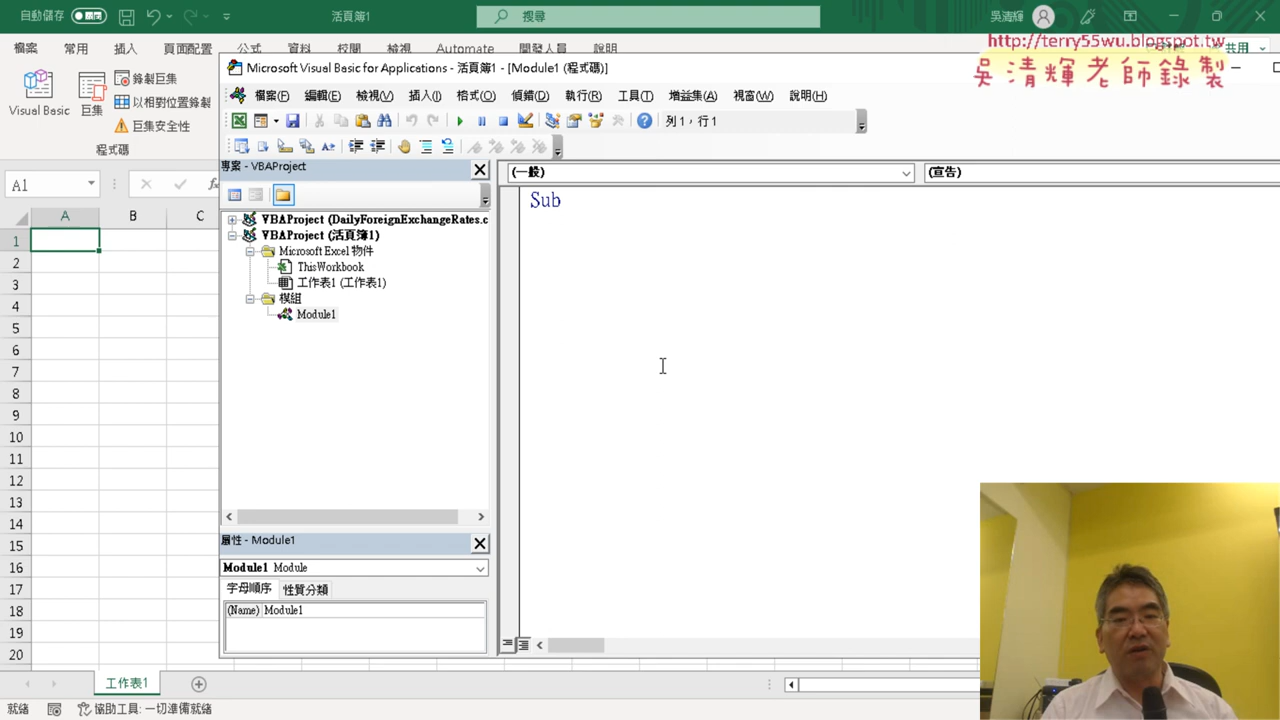 自動儲存
活頁簿1
搜尋
吳清輝
http://terry55wu.blogspot.tw
吳清輝老師錄製
檔案 常用 插入 頁面配置 公式 資料 校閱 檢視 Automate 開發人員 說明
共用
Visual Basic
巨集
錄製巨集
以相對位置錄製
巨集安全性
程式碼
Microsoft Visual Basic for Applications - 活頁簿1 - [Module1 (程式碼)]
檔案(F) 編輯(E) 檢視(V) 插入(I) 格式(O) 偵錯(D) 執行(R) 工具(T) 增益集(A) 視窗(W) 說明(H)
列 1，行 1
A1
專案 - VBAProject
(一般)
(宣告)
VBAProject (DailyForeignExchangeRates.c
VBAProject (活頁簿1)
Microsoft Excel 物件
ThisWorkbook
工作表1 (工作表1)
模組
Module1
Sub
A B C
1
2
3
4
5
6
7
8
9
10
11
12
13
14
15
16
17
18
19
20
屬性 - Module1
Module1 Module
字母順序 性質分類
(Name) Module1
工作表1
就緒
協助工具: 一切準備就緒